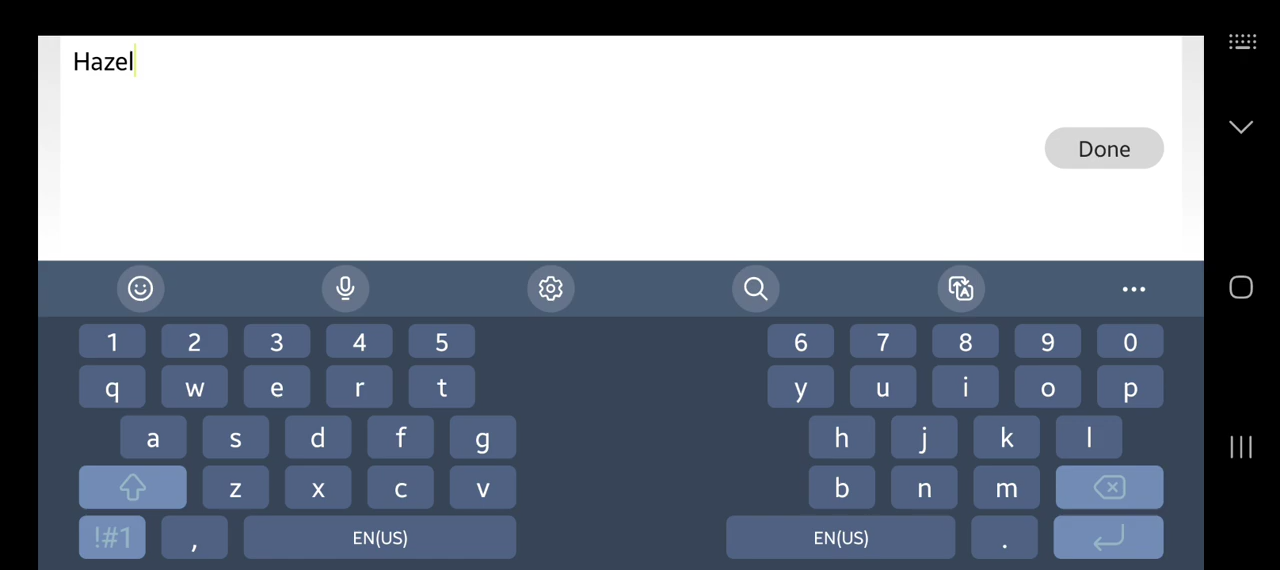 Hazel
Done
1 2 3 4 5 6 7 8 9 0
q w e r t y u i o p
a s d f g h j k l
z x c v b n m
!#1 , EN(US) EN(US) .